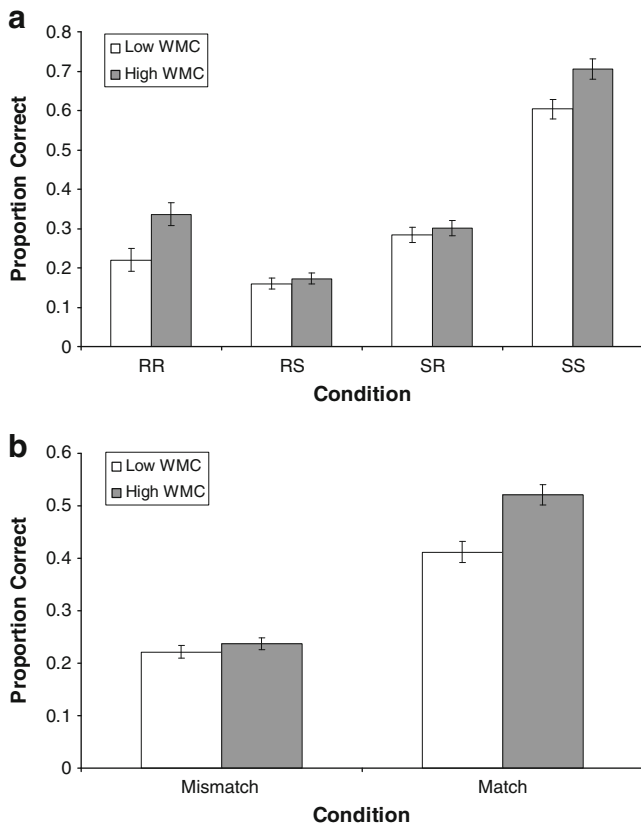 a
0.8
0.7
0.6
0.5
0.4
0.3
0.2
0.1
0
Proportion Correct
Low WMC
High WMC
RR RS SR SS
Condition
b
0.6
0.5
0.4
0.3
0.2
0.1
0
Proportion Correct
Low WMC
High WMC
Mismatch Match
Condition